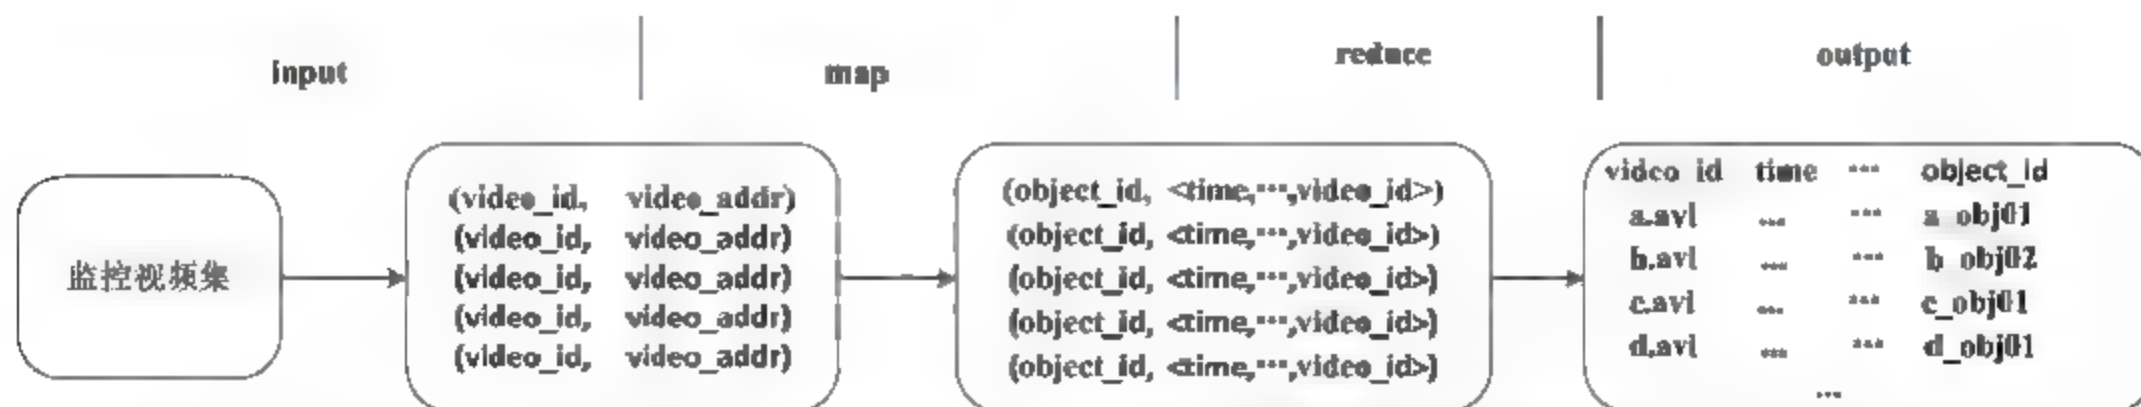 input
map
reduce
output
监控视频集
(video_id, video_addr)
(video_id, video_addr)
(video_id, video_addr)
(video_id, video_addr)
(video_id, video_addr)
(object_id, <time,···,video_id>)
(object_id, <time,···,video_id>)
(object_id, <time,···,video_id>)
(object_id, <time,···,video_id>)
(object_id, <time,···,video_id>)
video_id time ··· object_id
a.avi ... ··· a_obj01
b.avi ... ··· b_obj02
c.avi ... ··· c_obj01
d.avi ... ··· d_obj01
...